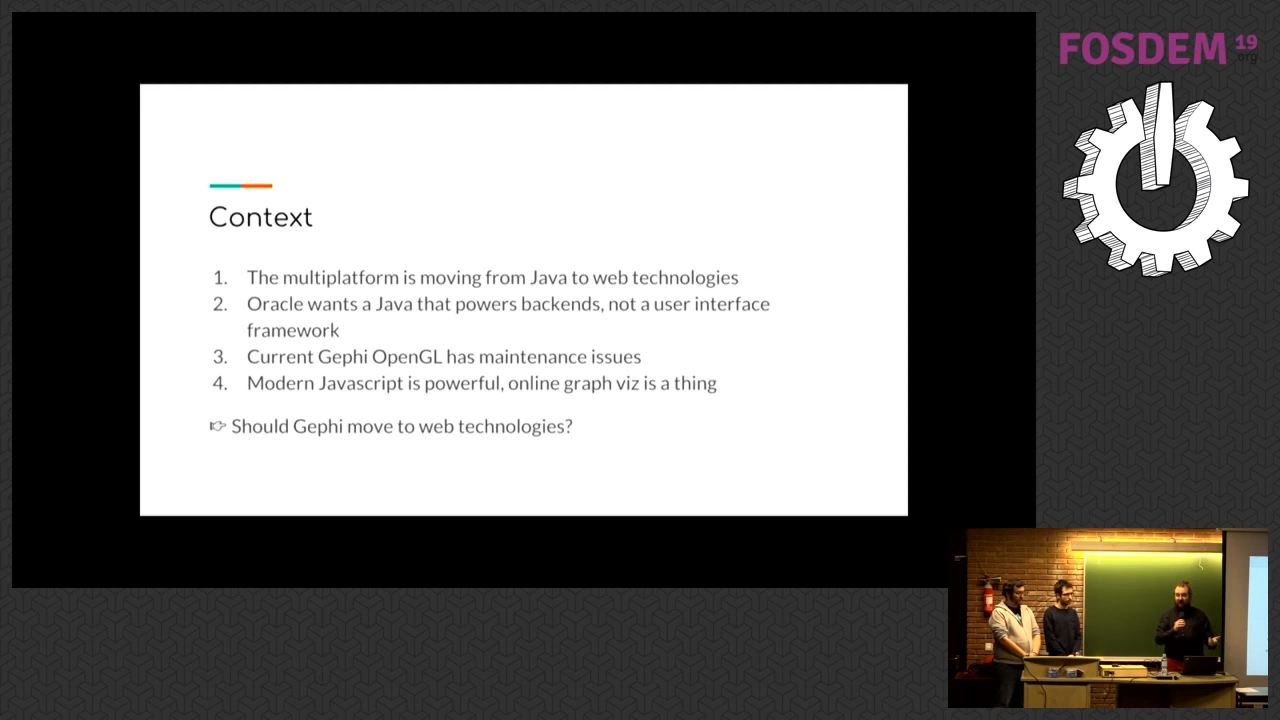 FOSDEM 19
.org
Context
1. The multiplatform is moving from Java to web technologies
2. Oracle wants a Java that powers backends, not a user interface
framework
3. Current Gephi OpenGL has maintenance issues
4. Modern Javascript is powerful, online graph viz is a thing
☞ Should Gephi move to web technologies?